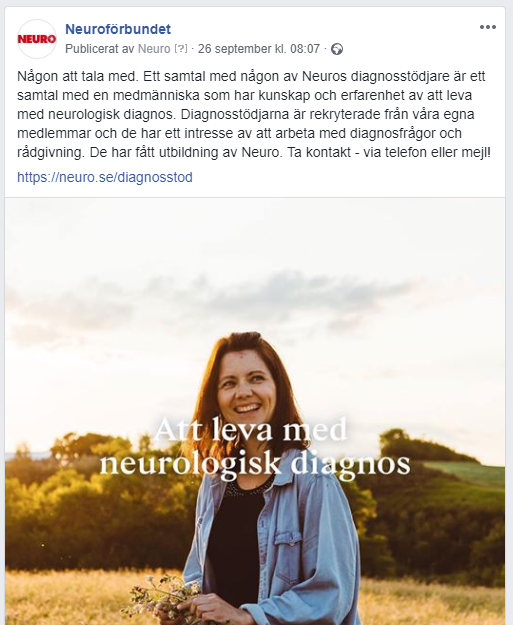 NEURO
Neuroförbundet
Publicerat av Neuro [?] · 26 september kl. 08:07 ·
Någon att tala med. Ett samtal med någon av Neuros diagnosstödjare är ett
samtal med en medmänniska som har kunskap och erfarenhet av att leva
med neurologisk diagnos. Diagnosstödjarna är rekryterade från våra egna
medlemmar och de har ett intresse av att arbeta med diagnosfrågor och
rådgivning. De har fått utbildning av Neuro. Ta kontakt - via telefon eller mejl!
https://neuro.se/diagnosstod
Att leva med
neurologisk diagnos